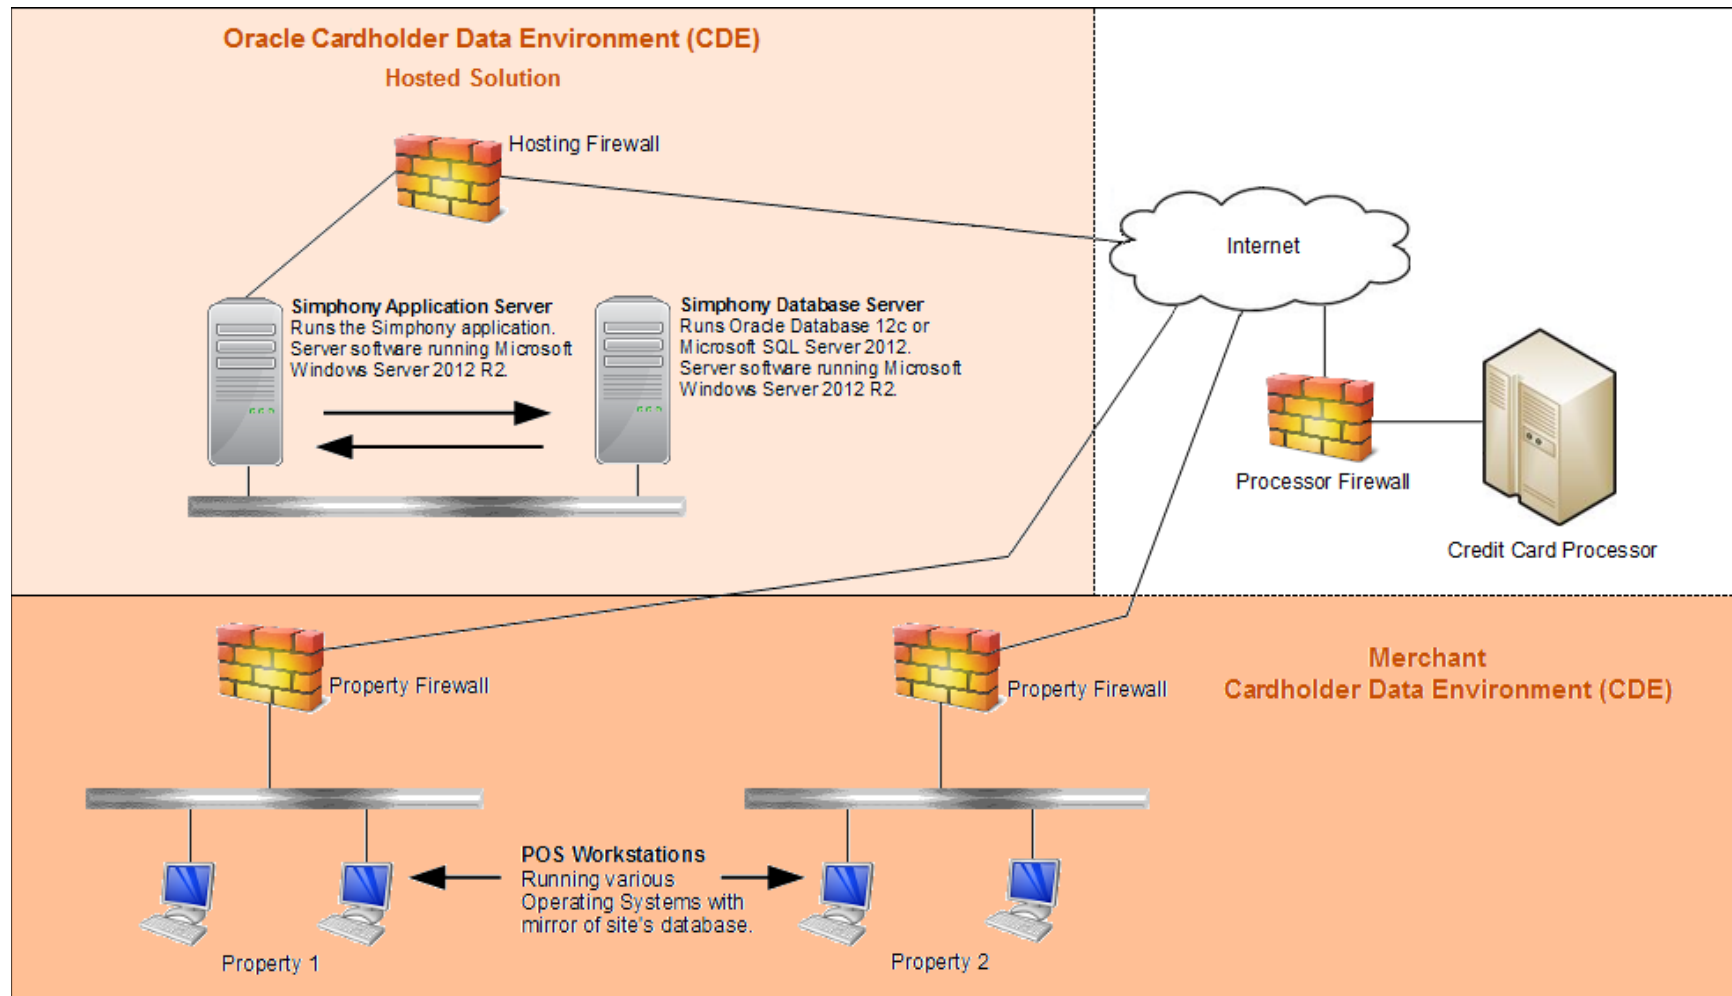 Oracle Cardholder Data Environment (CDE)
Hosted Solution
Hosting Firewall
Internet
Simphony Application Server
Runs the Simphony application.
Server software running Microsoft
Windows Server 2012 R2.
Simphony Database Server
Runs Oracle Database 12c or
Microsoft SQL Server 2012.
Server software running Microsoft
Windows Server 2012 R2.
Processor Firewall
Credit Card Processor
Property Firewall
Property Firewall
Merchant
Cardholder Data Environment (CDE)
POS Workstations
Running various
Operating Systems with
mirror of site's database.
Property 1
Property 2